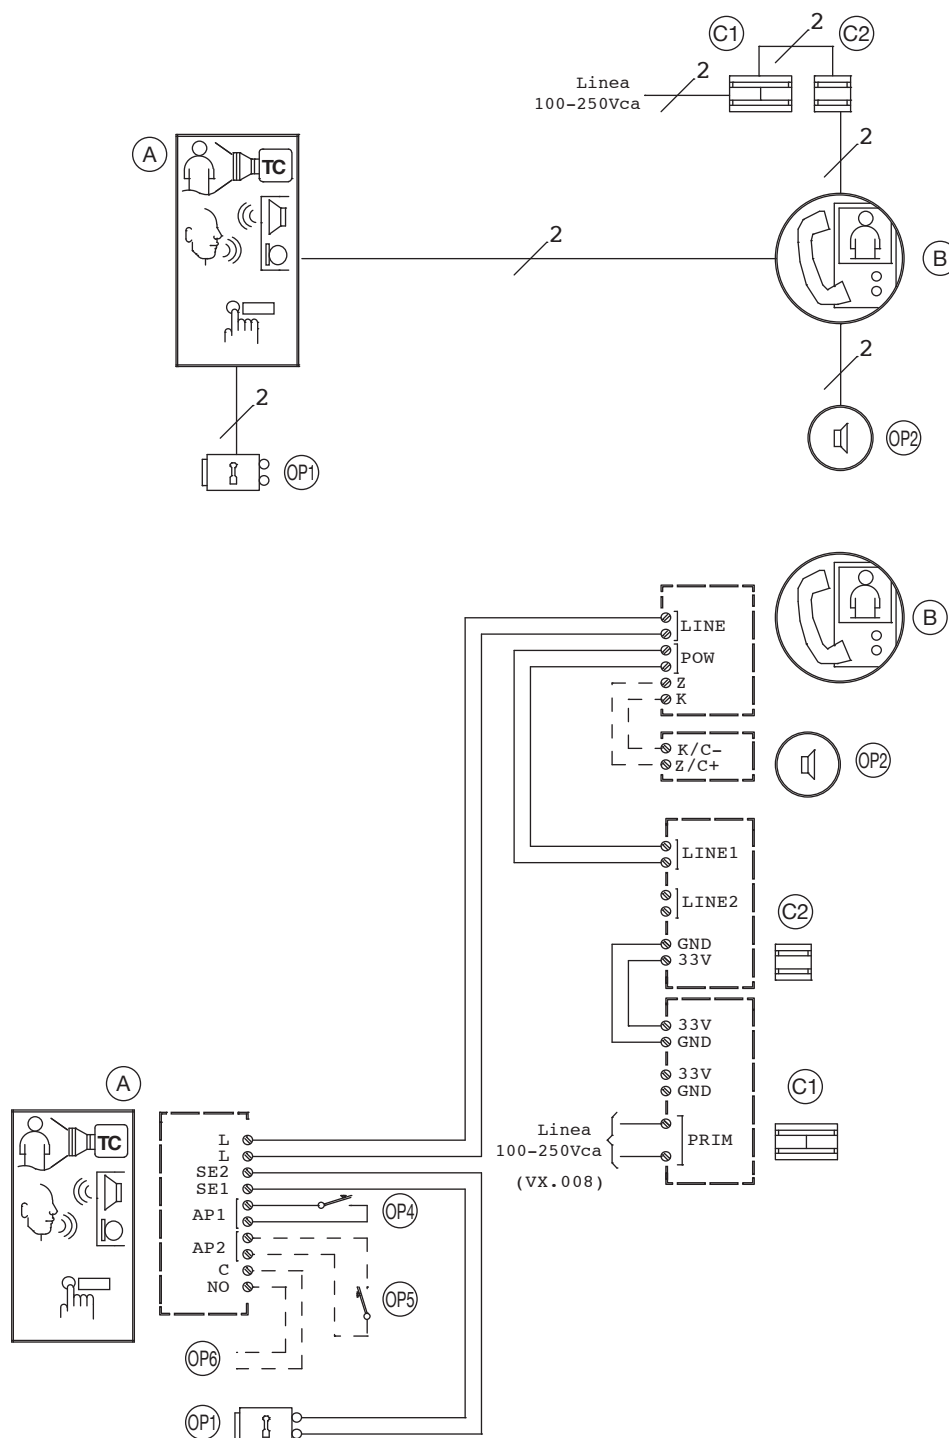 C1
2
C2
Linea
100-250Vca
2
A
TC
2
2
B
2
2
OP1
OP2
LINE
POW
Z
K
B
K/C-
Z/C+
OP2
LINE1
LINE2
C2
GND
33V
33V
GND
33V
GND
C1
Linea
100-250Vca
PRIM
(VX.008)
A
TC
L
L
SE2
SE1
AP1
OP4
AP2
C
NO
OP5
OP6
OP1